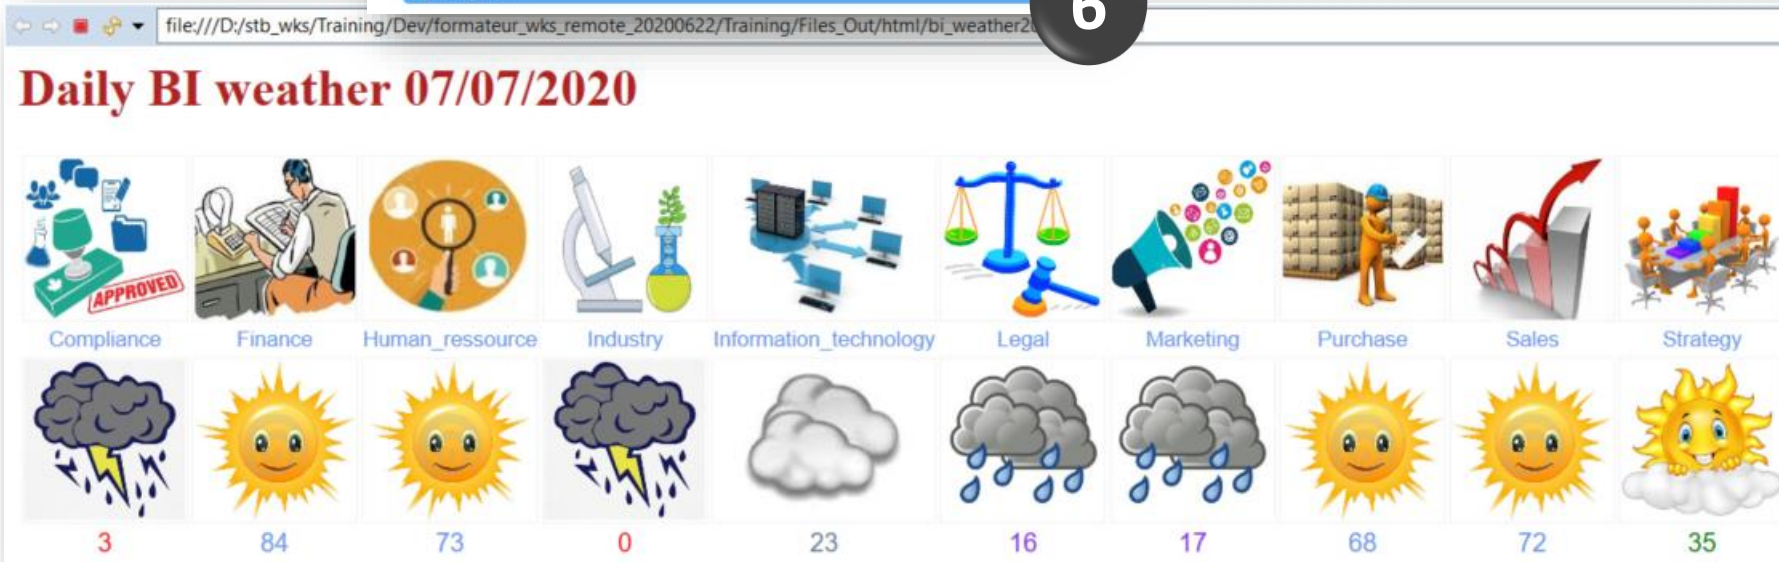 6
file:///D:/stb_wks/Training/Dev/formateur_wks_remote_20200622/Training/Files_Out/html/bi_weather20
Daily BI weather 07/07/2020
APPROVED
Compliance Finance Human_ressource Industry Information_technology Legal Marketing Purchase Sales Strategy
3 84 73 0 23 16 17 68 72 35